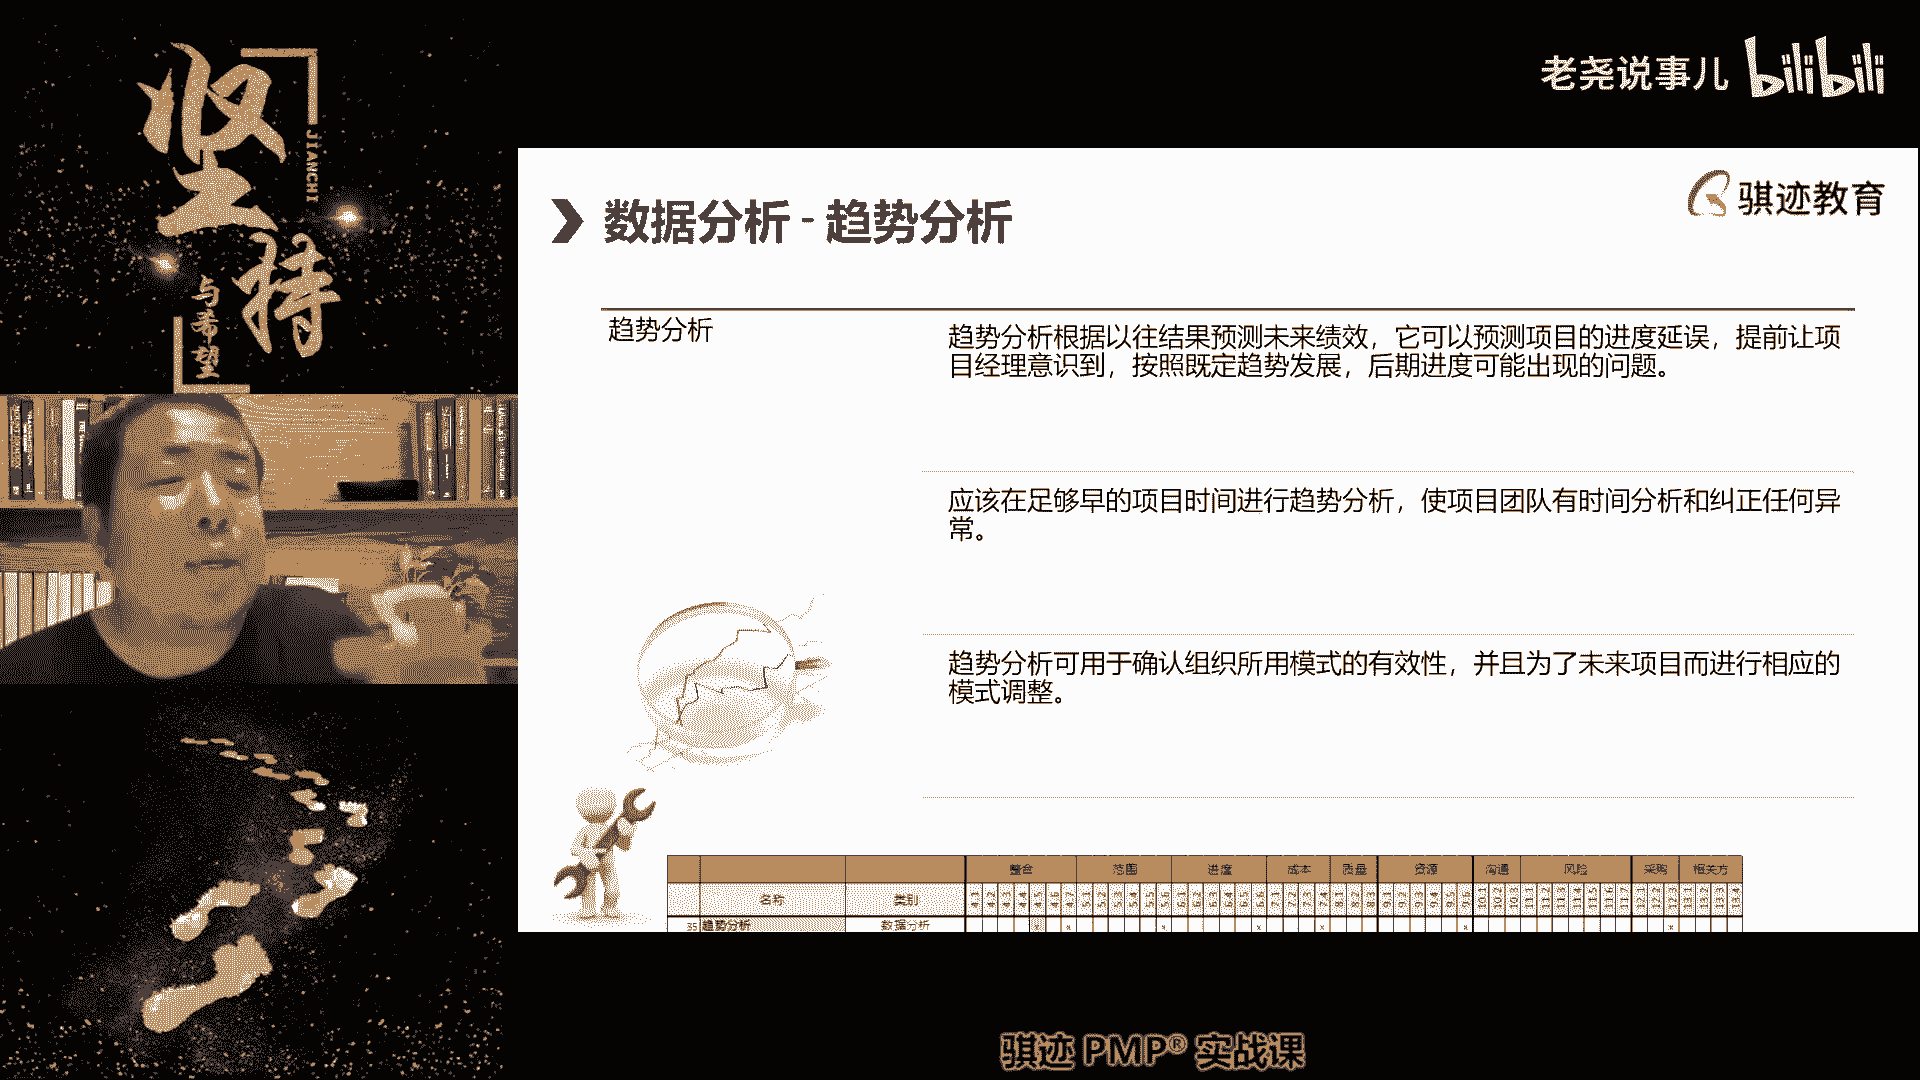 坚持
JIANCHI
与希望
老尧说事儿 bilibili
骐迹教育
数据分析 - 趋势分析
趋势分析
趋势分析根据以往结果预测未来绩效，它可以预测项目的进度延误，提前让项
目经理意识到，按照既定趋势发展，后期进度可能出现的问题。
应该在足够早的项目时间进行趋势分析，使项目团队有时间分析和纠正任何异
常。
趋势分析可用于确认组织所用模式的有效性，并且为了未来项目而进行相应的
模式调整。
整合 范围 进度 成本 质量 资源 沟通 风险 采购 相关方
名称 类别
35 趋势分析 数据分析
骐迹 PMP® 实战课